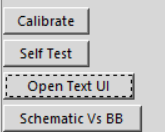 Calibrate
Self Test
Open Text UI
Schematic Vs BB